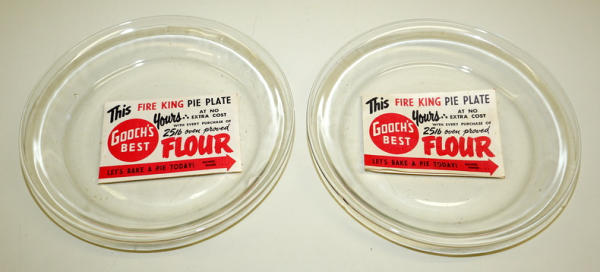 This FIRE KING PIE PLATE
Yours AT NO
EXTRA COST
WITH EVERY PURCHASE OF
GOOCH'S
BEST
25lb oven proved
FLOUR
LET'S BAKE A PIE TODAY!
This FIRE KING PIE PLATE
Yours AT NO
EXTRA COST
WITH EVERY PURCHASE OF
GOOCH'S
BEST
25lb oven proved
FLOUR
LET'S BAKE A PIE TODAY!